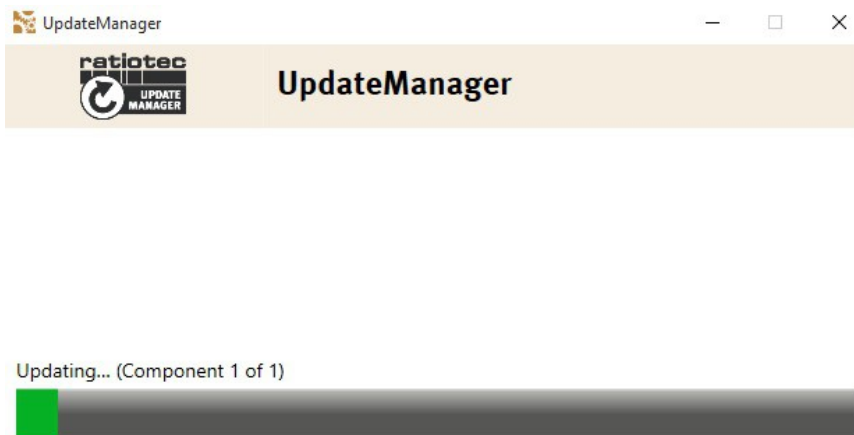 UpdateManager
ratiotec
UPDATE
MANAGER
UpdateManager
Updating... (Component 1 of 1)